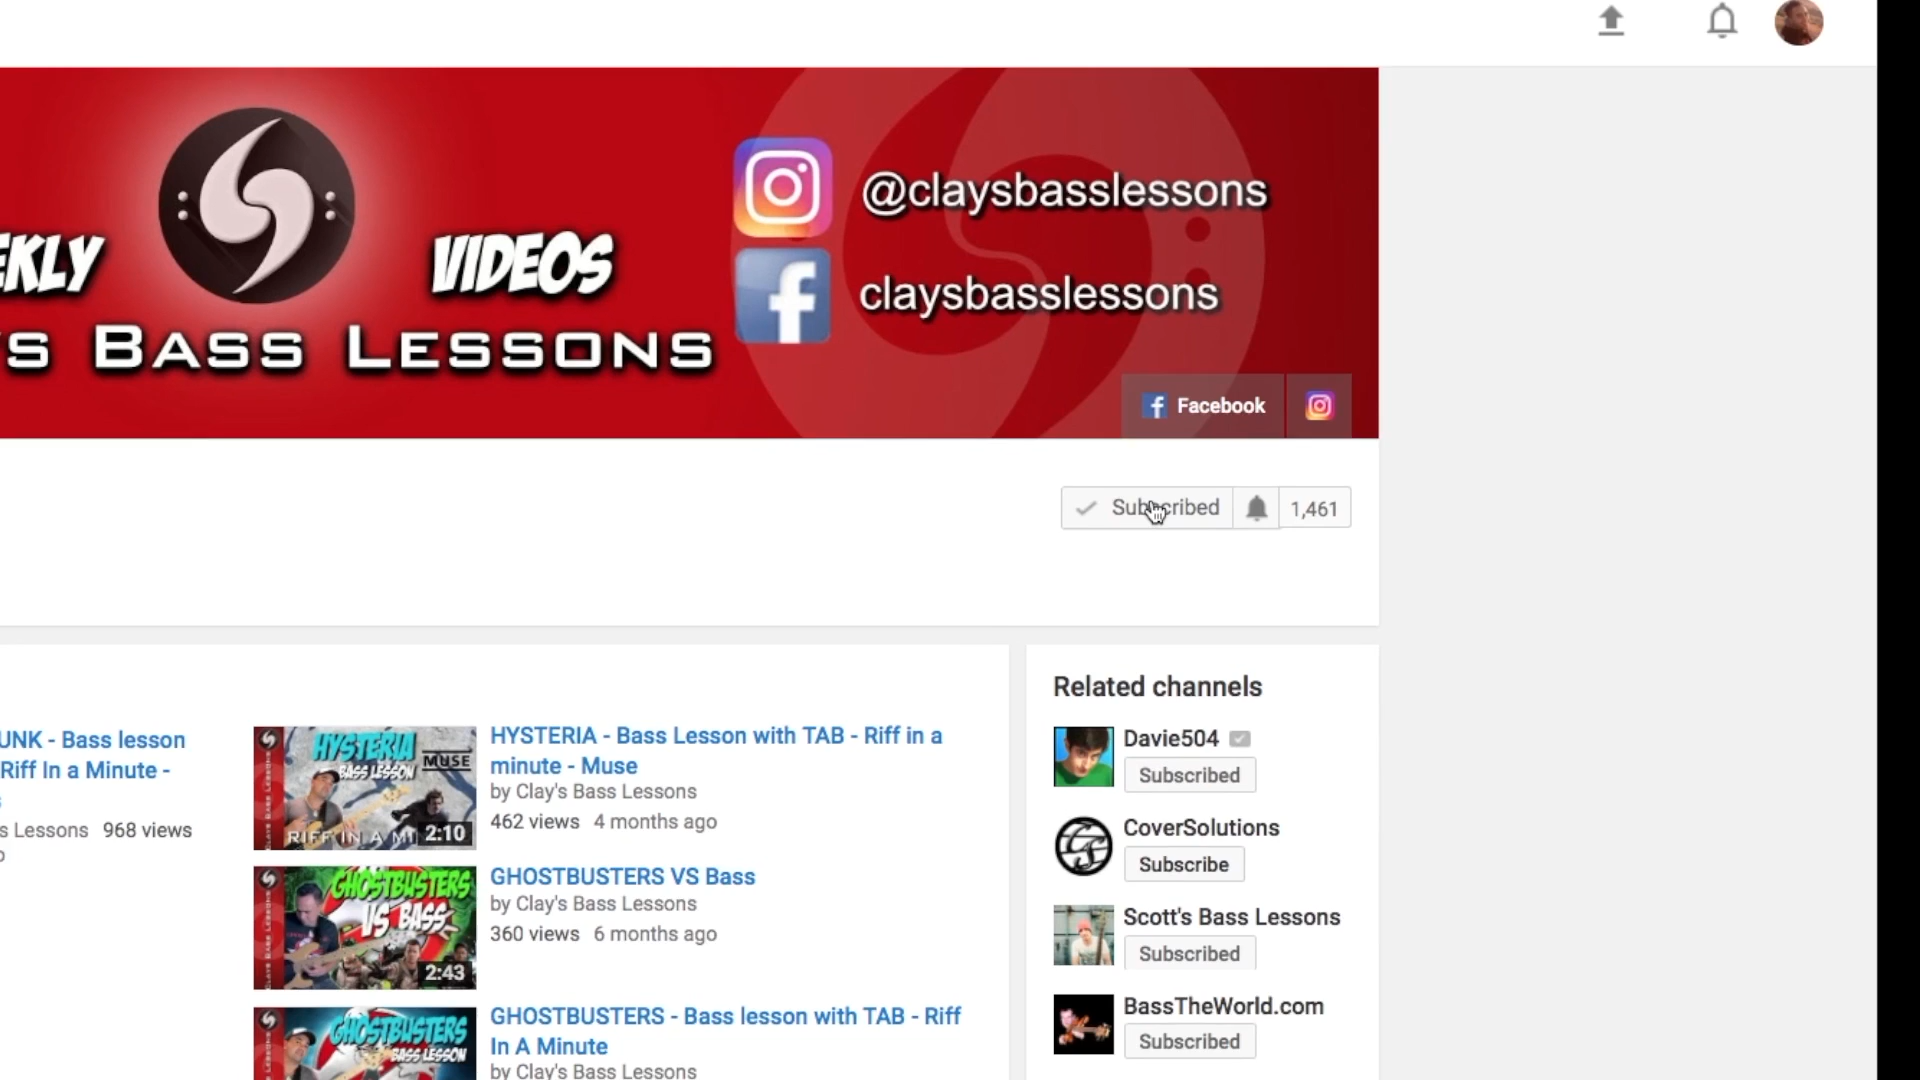 @claysbasslessons
EKLY VIDEOS
claysbasslessons
'S BASS LESSONS
Facebook
Subscribed 1,461
Related channels
UNK - Bass lesson
Riff In a Minute -
s Lessons 968 views
HYSTERIA
BASS LESSON
MUSE
RIFF IN A MI
2:10
HYSTERIA - Bass Lesson with TAB - Riff in a
minute - Muse
by Clay's Bass Lessons
462 views 4 months ago
GHOSTBUSTERS
VS BASS
2:43
GHOSTBUSTERS VS Bass
by Clay's Bass Lessons
360 views 6 months ago
GHOSTBUSTERS
BASS LESSON
GHOSTBUSTERS - Bass lesson with TAB - Riff
In A Minute
by Clay's Bass Lessons
Davie504
Subscribed
CoverSolutions
Subscribe
Scott's Bass Lessons
Subscribed
BassTheWorld.com
Subscribed